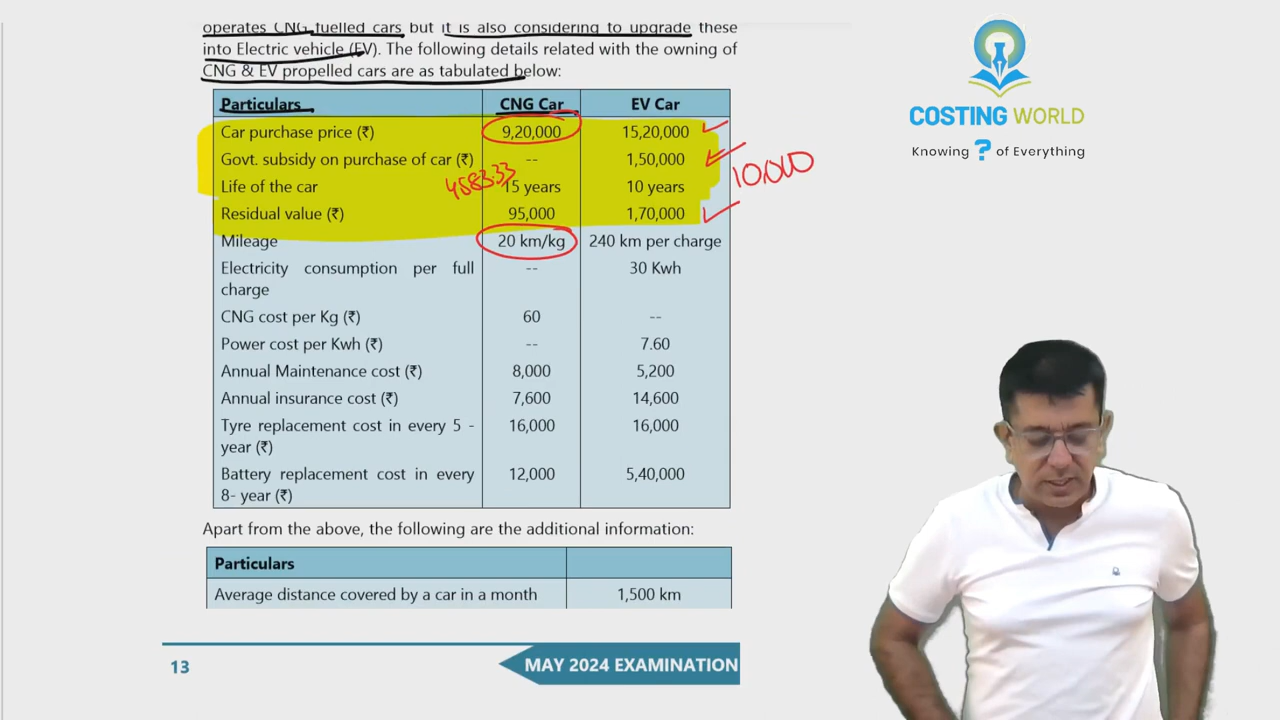 operates CNG fuelled cars but it is also considering to upgrade these
into Electric vehicle (EV). The following details related with the owning of
CNG & EV propelled cars are as tabulated below:
Particulars CNG Car EV Car
Car purchase price (₹) 9,20,000 15,20,000
Govt. subsidy on purchase of car (₹) -- 1,50,000
4583.33
10,000
Life of the car 15 years 10 years
Residual value (₹) 95,000 1,70,000
Mileage 20 km/kg 240 km per charge
Electricity consumption per full -- 30 Kwh
charge
CNG cost per Kg (₹) 60 --
Power cost per Kwh (₹) -- 7.60
Annual Maintenance cost (₹) 8,000 5,200
Annual insurance cost (₹) 7,600 14,600
Tyre replacement cost in every 5 - 16,000 16,000
year (₹)
Battery replacement cost in every 12,000 5,40,000
8- year (₹)
Apart from the above, the following are the additional information:
Particulars
Average distance covered by a car in a month 1,500 km
13 MAY 2024 EXAMINATION
COSTING WORLD
Knowing ? of Everything